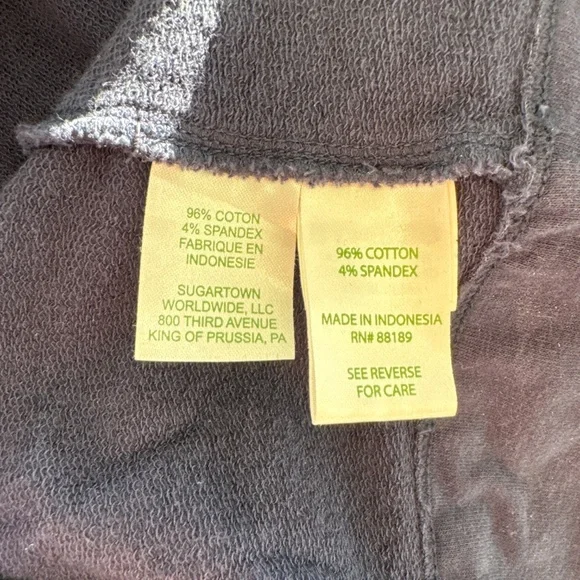 96% COTON
4% SPANDEX
FABRIQUE EN
INDONESIE
SUGARTOWN
WORLDWIDE, LLC
800 THIRD AVENUE
KING OF PRUSSIA, PA
96% COTTON
4% SPANDEX
MADE IN INDONESIA
RN# 88189
SEE REVERSE
FOR CARE